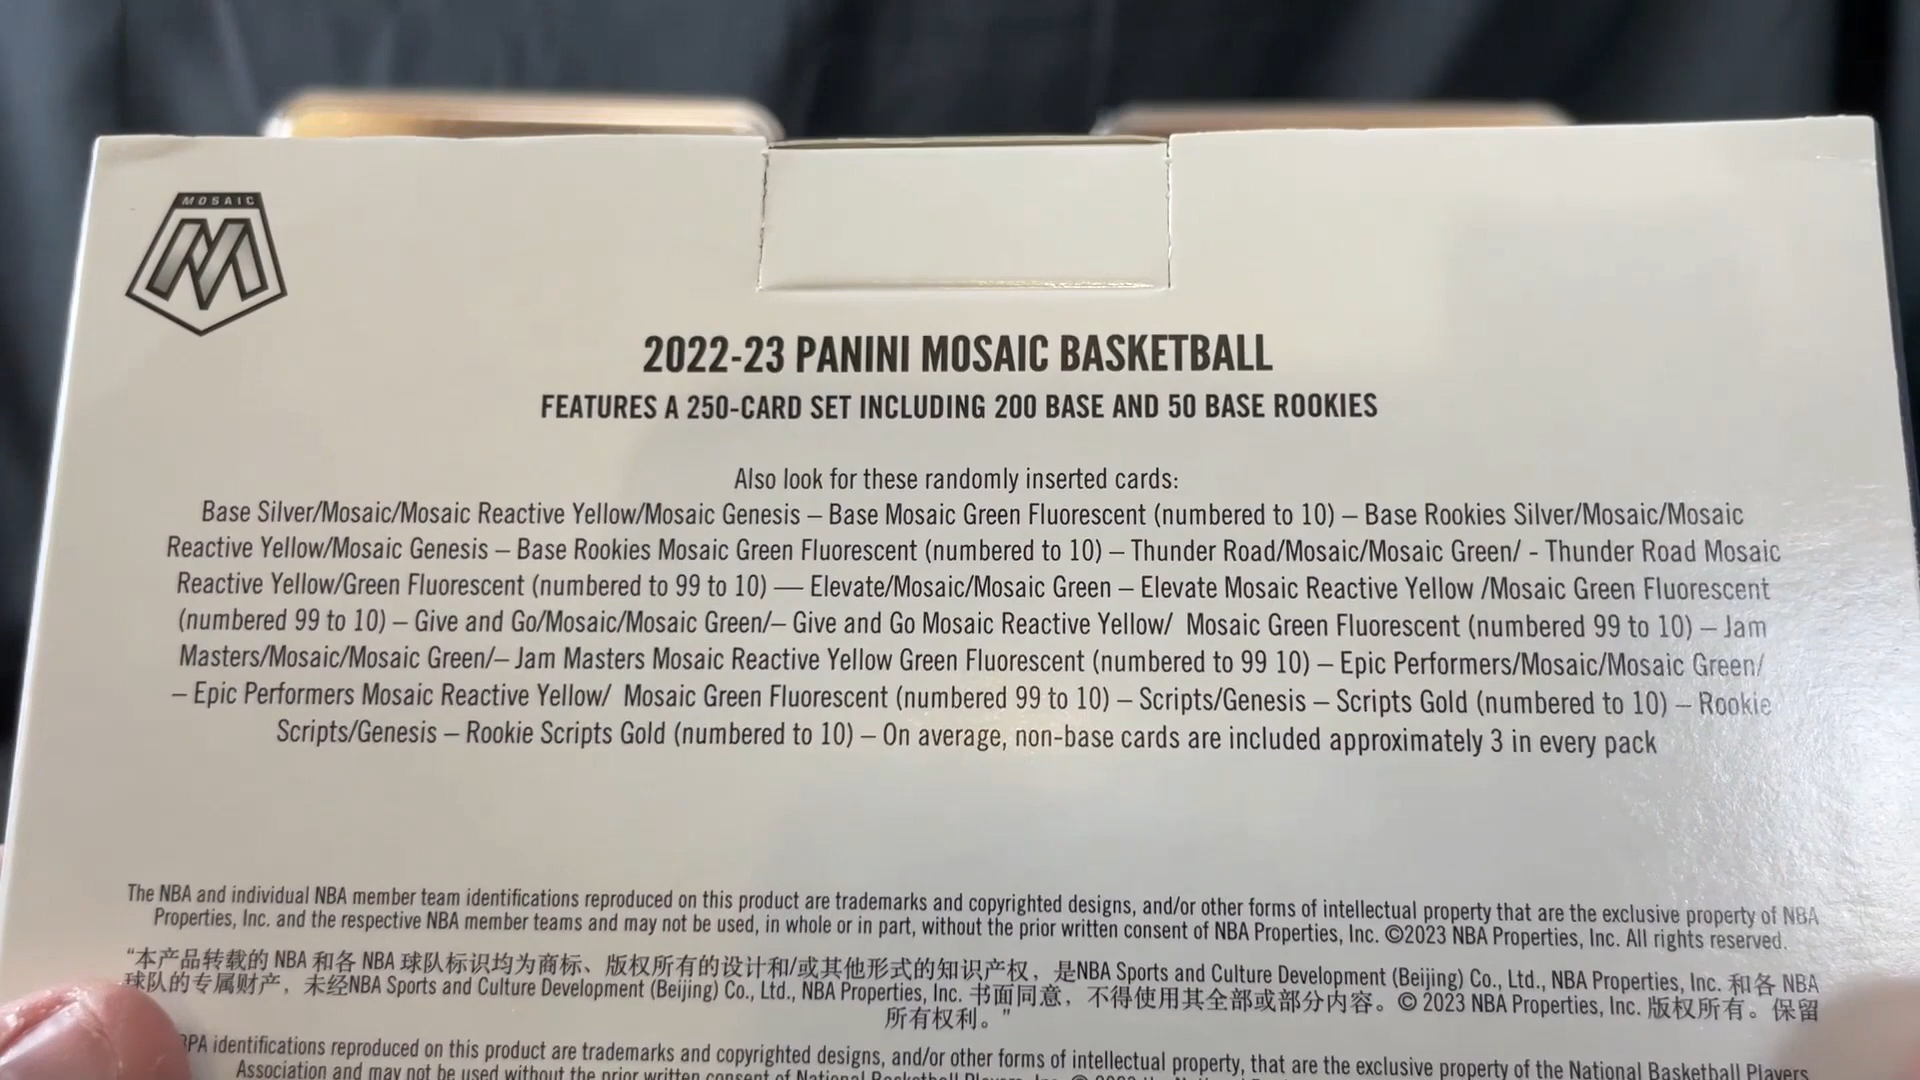 MOSAIC
2022-23 PANINI MOSAIC BASKETBALL
FEATURES A 250-CARD SET INCLUDING 200 BASE AND 50 BASE ROOKIES
Also look for these randomly inserted cards:
Base Silver/Mosaic/Mosaic Reactive Yellow/Mosaic Genesis – Base Mosaic Green Fluorescent (numbered to 10) – Base Rookies Silver/Mosaic/Mosaic
Reactive Yellow/Mosaic Genesis – Base Rookies Mosaic Green Fluorescent (numbered to 10) – Thunder Road/Mosaic/Mosaic Green/ - Thunder Road Mosaic
Reactive Yellow/Green Fluorescent (numbered to 99 to 10) — Elevate/Mosaic/Mosaic Green – Elevate Mosaic Reactive Yellow /Mosaic Green Fluorescent
(numbered 99 to 10) – Give and Go/Mosaic/Mosaic Green/– Give and Go Mosaic Reactive Yellow/ Mosaic Green Fluorescent (numbered 99 to 10) – Jam
Masters/Mosaic/Mosaic Green/– Jam Masters Mosaic Reactive Yellow Green Fluorescent (numbered to 99 10) – Epic Performers/Mosaic/Mosaic Green/
– Epic Performers Mosaic Reactive Yellow/ Mosaic Green Fluorescent (numbered 99 to 10) – Scripts/Genesis – Scripts Gold (numbered to 10) – Rookie
Scripts/Genesis – Rookie Scripts Gold (numbered to 10) – On average, non-base cards are included approximately 3 in every pack
The NBA and individual NBA member team identifications reproduced on this product are trademarks and copyrighted designs, and/or other forms of intellectual property that are the exclusive property of NBA
Properties, Inc. and the respective NBA member teams and may not be used, in whole or in part, without the prior written consent of NBA Properties, Inc. ©2023 NBA Properties, Inc. All rights reserved.
“本产品转载的 NBA 和各 NBA 球队标识均为商标、版权所有的设计和/或其他形式的知识产权，是NBA Sports and Culture Development (Beijing) Co., Ltd., NBA Properties, Inc. 和各 NBA
球队的专属财产，未经NBA Sports and Culture Development (Beijing) Co., Ltd., NBA Properties, Inc. 书面同意，不得使用其全部或部分内容。© 2023 NBA Properties, Inc. 版权所有。保留
所有权利。”
identifications reproduced on this product are trademarks and copyrighted designs, and/or other forms of intellectual property, that are the exclusive property of the National Basketball Players
Association and may not be used without the prior written consent of National Basketball Players